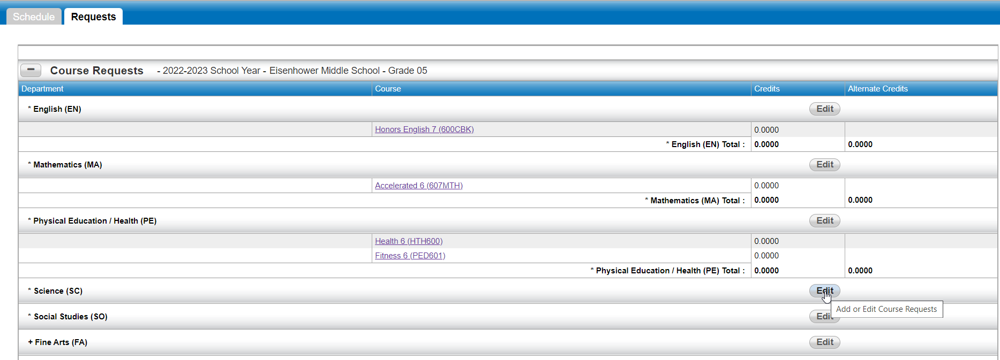 Schedule Requests
Course Requests - 2022-2023 School Year - Eisenhower Middle School - Grade 05
Department Course Credits Alternate Credits
* English (EN) Edit
Honors English 7 (600CBK) 0.0000
* English (EN) Total : 0.0000 0.0000
* Mathematics (MA) Edit
Accelerated 6 (607MTH) 0.0000
* Mathematics (MA) Total : 0.0000 0.0000
* Physical Education / Health (PE) Edit
Health 6 (HTH600) 0.0000
Fitness 6 (PED601) 0.0000
* Physical Education / Health (PE) Total : 0.0000 0.0000
* Science (SC) Edit
Add or Edit Course Requests
* Social Studies (SO) Edit
+ Fine Arts (FA) Edit